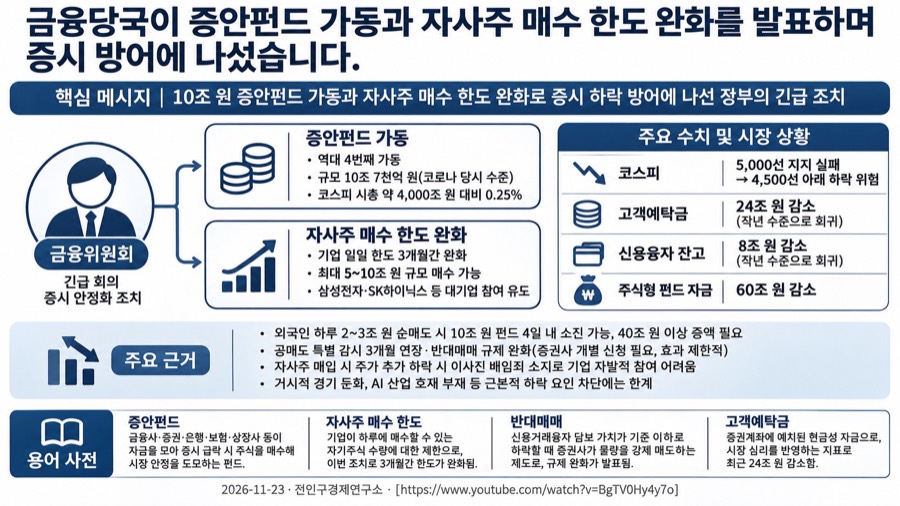 금융당국이 증안펀드 가동과 자사주 매수 한도 완화를 발표하며
증시 방어에 나섰습니다.
핵심 메시지 | 10조 원 증안펀드 가동과 자사주 매수 한도 완화로 증시 하락 방어에 나선 정부의 긴급 조치
금융위원회
긴급 회의
증시 안정화 조치
증안펀드 가동
• 역대 4번째 가동
• 규모 10조 7천억 원(코로나 당시 수준)
• 코스피 시총 약 4,000조 원 대비 0.25%
자사주 매수 한도 완화
• 기업 일일 한도 3개월간 완화
• 최대 5~10조 원 규모 매수 가능
• 삼성전자·SK하이닉스 등 대기업 참여 유도
주요 수치 및 시장 상황
코스피
5,000선 지지 실패
→ 4,500선 아래 하락 위험
고객예탁금
24조 원 감소
(작년 수준으로 회귀)
신용융자 잔고
8조 원 감소
(작년 수준으로 회귀)
₩
주식형 펀드 자금
60조 원 감소
주요 근거
• 외국인 하루 2~3조 원 순매도 시 10조 원 펀드 4일 내 소진 가능, 40조 원 이상 증액 필요
• 공매도 특별 감시 3개월 연장·반대매매 규제 완화(증권사 개별 신청 필요, 효과 제한적)
• 자사주 매입 시 주가 추가 하락 시 이사진 배임죄 소지로 기업 자발적 참여 어려움
• 거시적 경기 둔화, AI 산업 호재 부재 등 근본적 하락 요인 차단에는 한계
용어 사전
증안펀드
금융사·증권·은행·보험·상장사 등이
자금을 모아 증시 급락 시 주식을 매수해
시장 안정을 도모하는 펀드.
자사주 매수 한도
기업이 하루에 매수할 수 있는
자기주식 수량에 대한 제한으로,
이번 조치로 3개월간 한도가 완화됨.
반대매매
신용거래융자 담보 가치가 기준 이하로
하락할 때 증권사가 물량을 강제 매도하는
제도로, 규제 완화가 발표됨.
고객예탁금
증권계좌에 예치된 현금성 자금으로,
시장 심리를 반영하는 지표로
최근 24조 원 감소함.
2026-11-23 · 전인구경제연구소 · [https://www.youtube.com/watch?v=BgTV0Hy4y7o]